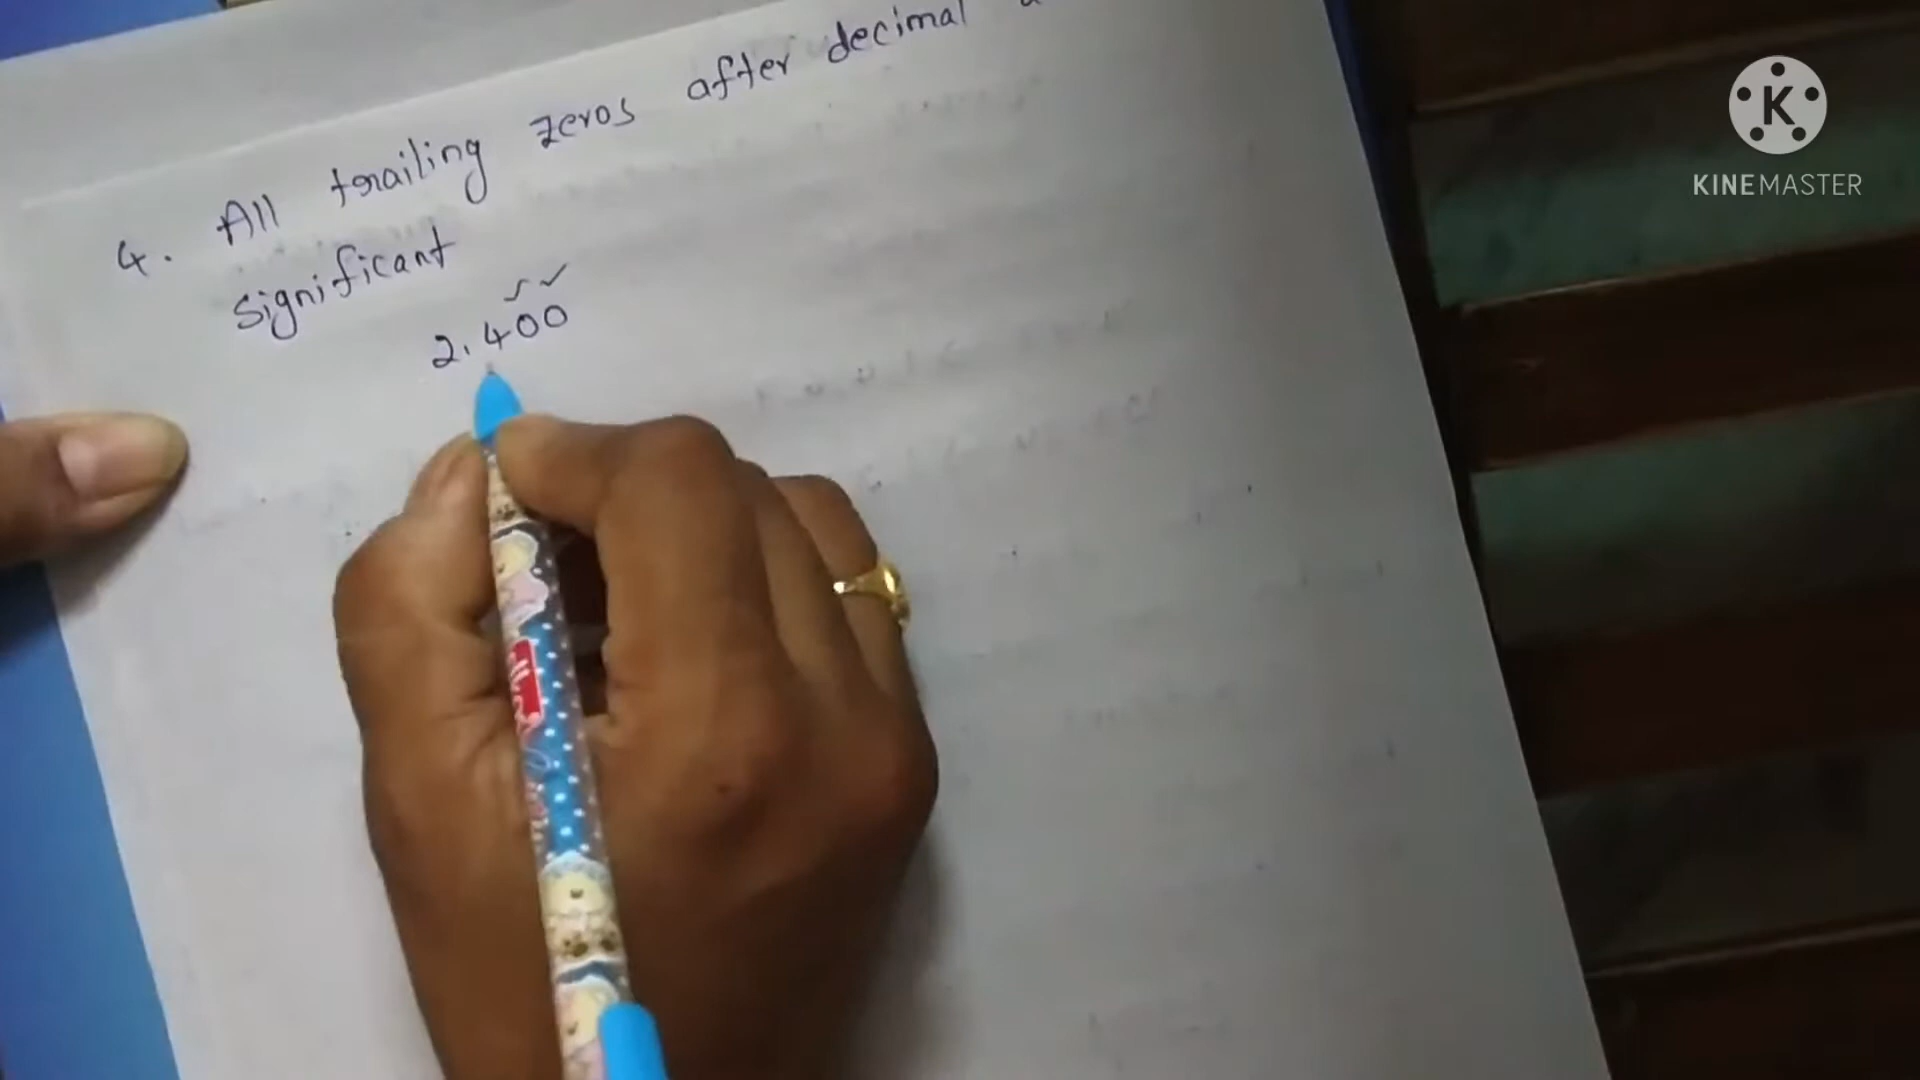 4. All trailing zeros after decimal
significant
2.400
K
KINEMASTER